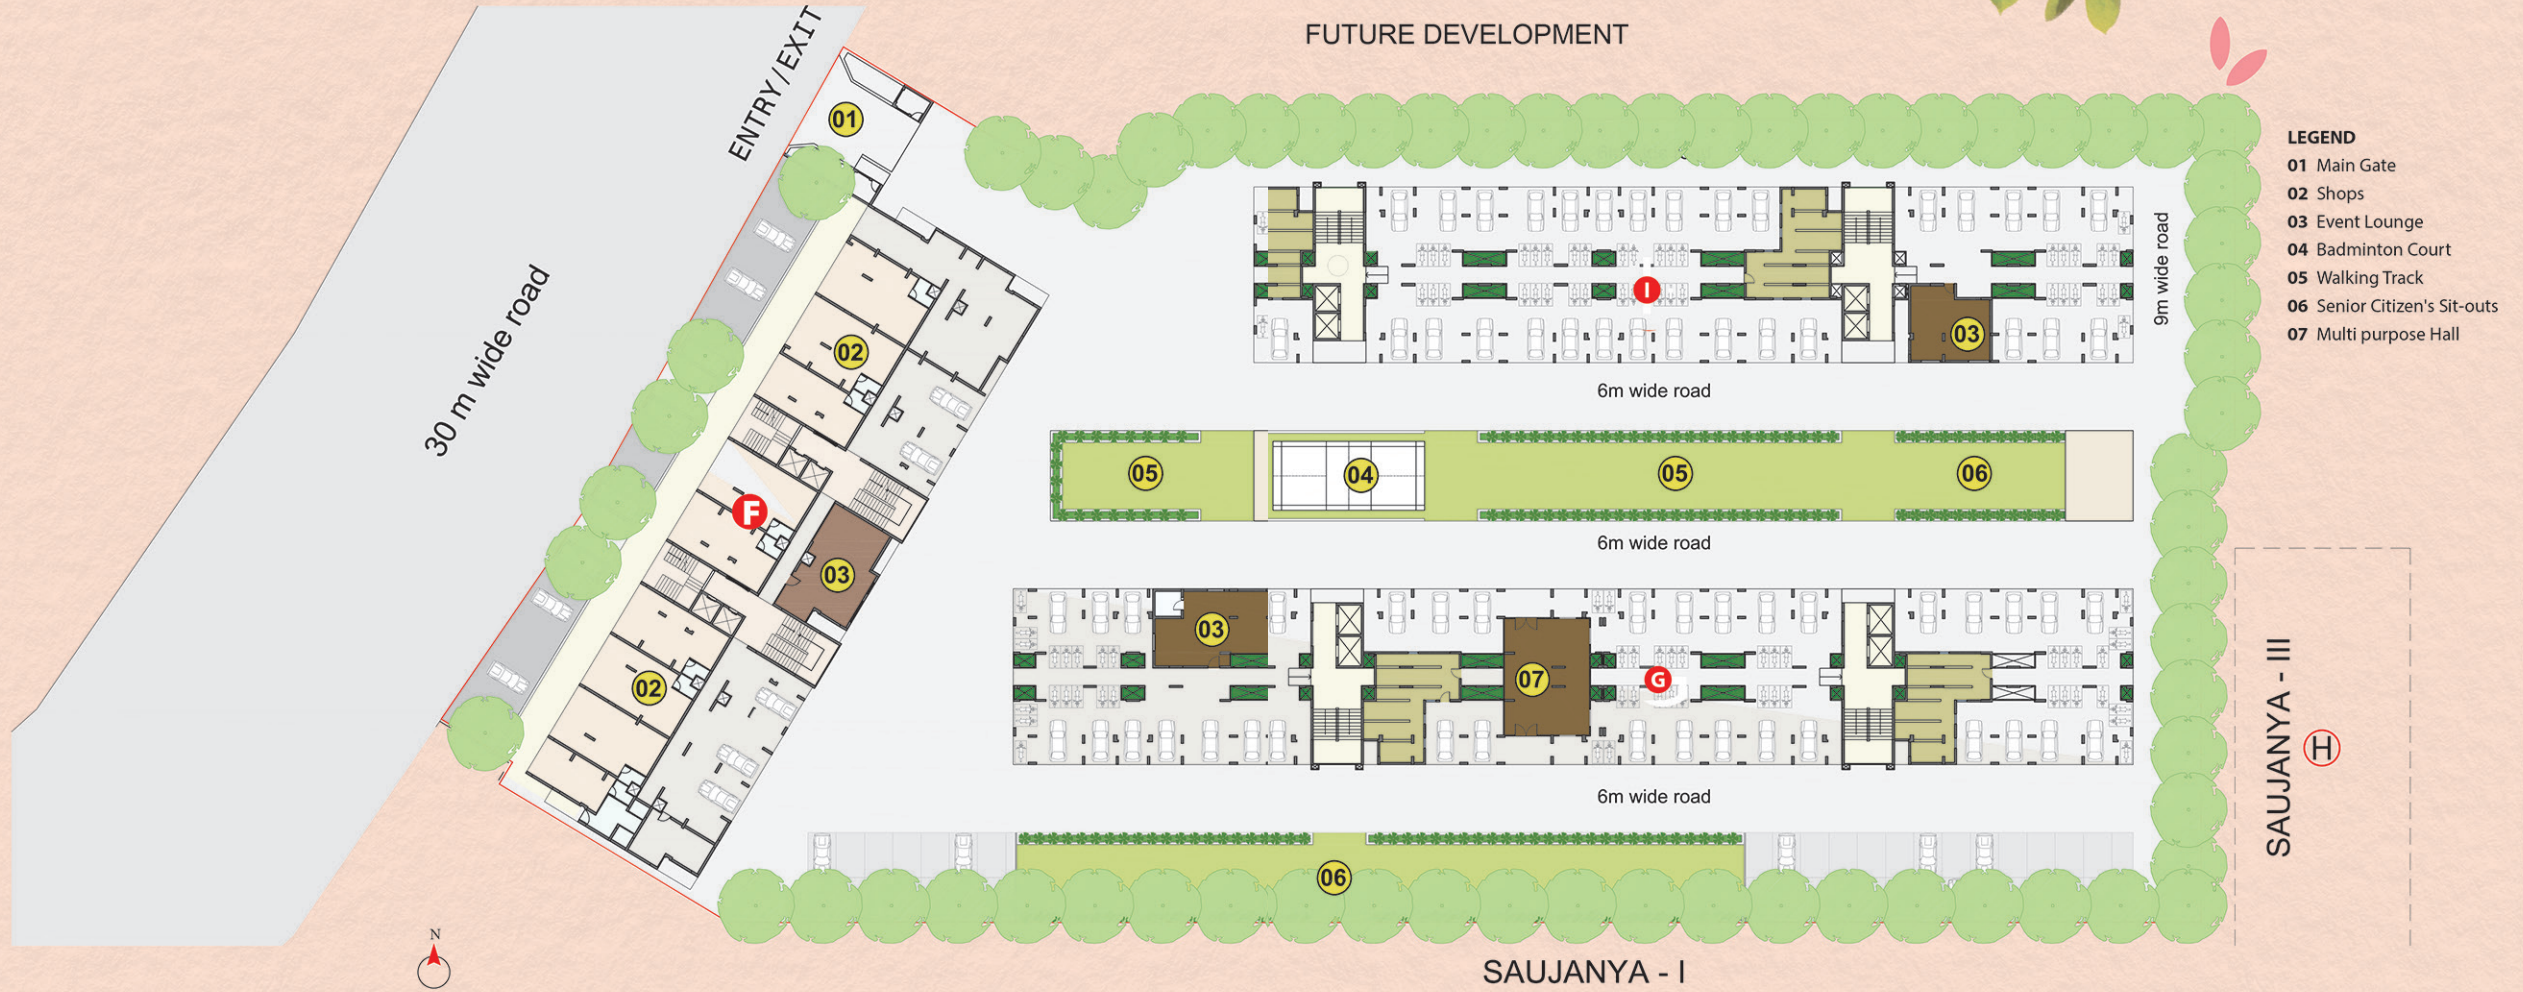 FUTURE DEVELOPMENT
ENTRY/EXIT
01
30 m wide road
02
F
03
02
I
03
9m wide road
6m wide road
05
04
05
06
6m wide road
03
07
G
6m wide road
06
LEGEND
01 Main Gate
02 Shops
03 Event Lounge
04 Badminton Court
05 Walking Track
06 Senior Citizen's Sit-outs
07 Multi purpose Hall
SAUJANYA - III
H
N
SAUJANYA - I